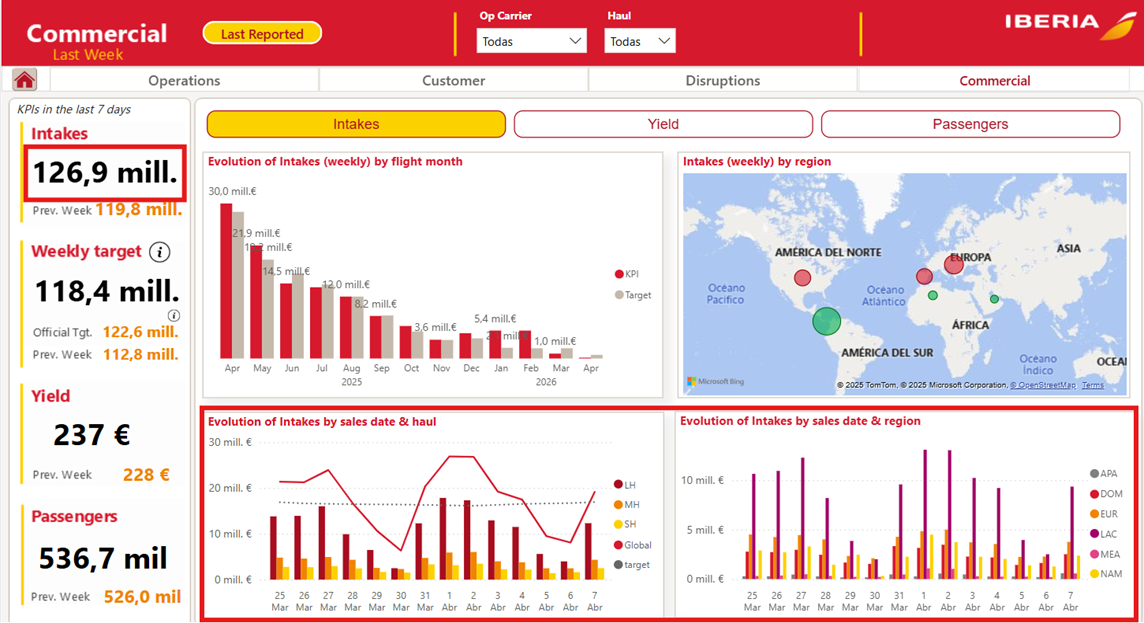 Commercial
Last Week
Last Reported
Op Carrier
Todas
Haul
Todas
IBERIA
Operations
Customer
Disruptions
Commercial
KPIs in the last 7 days
Intakes
126,9 mill.
Prev. Week 119,8 mill.
Weekly target
118,4 mill.
Official Tgt. 122,6 mill.
Prev. Week 112,8 mill.
Yield
237 €
Prev. Week 228 €
Passengers
536,7 mil
Prev. Week 526,0 mil
Intakes
Yield
Passengers
Evolution of Intakes (weekly) by flight month
30,0 mill.€
21,9 mill.€
14,5 mill.€
12,0 mill.€
8,2 mill.€
3,6 mill.€
5,4 mill.€
1,0 mill.€
KPI
Target
Apr May Jun Jul Aug Sep Oct Nov Dec Jan Feb Mar Apr
2025 2026
Intakes (weekly) by region
AMÉRICA DEL NORTE
EUROPA
ASIA
Océano
Pacífico
Océano
Atlántico
ÁFRICA
AMÉRICA DEL SUR
Océano
Índico
OCEA
Microsoft Bing
© 2025 TomTom, © 2025 Microsoft Corporation, © OpenStreetMap Terms
Evolution of Intakes by sales date & haul
30 mill. €
20 mill. €
10 mill. €
0 mill. €
25 26 27 28 29 30 31 1 2 3 4 5 6 7
Mar Mar Mar Mar Mar Mar Mar Abr Abr Abr Abr Abr Abr Abr
LH
MH
SH
Global
target
Evolution of Intakes by sales date & region
10 mill. €
5 mill. €
0 mill. €
25 26 27 28 29 30 31 1 2 3 4 5 6 7
Mar Mar Mar Mar Mar Mar Mar Abr Abr Abr Abr Abr Abr Abr
APA
DOM
EUR
LAC
MEA
NAM